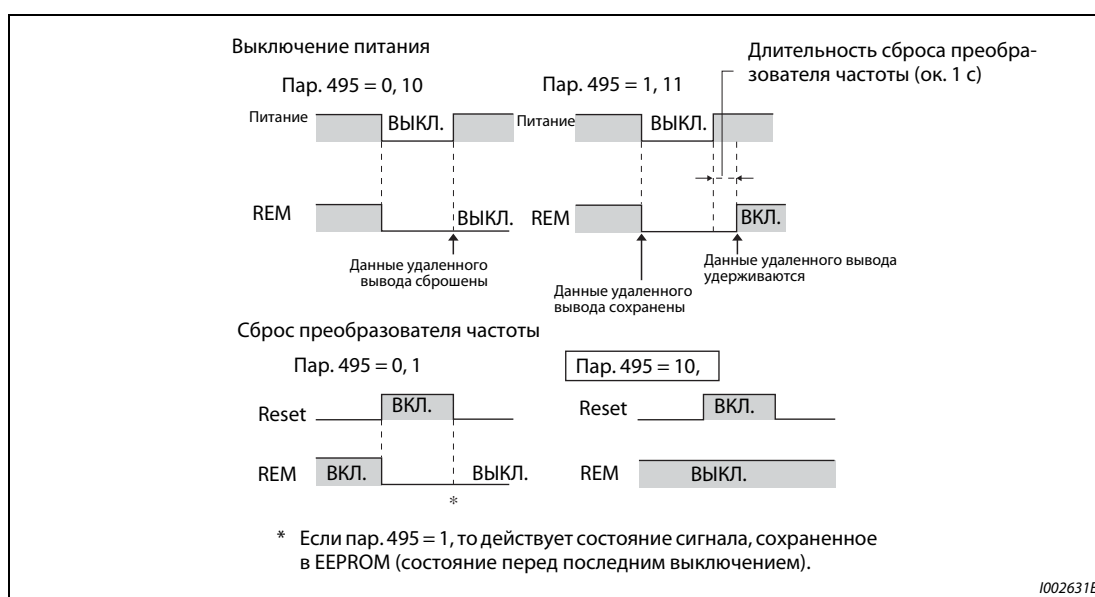 Выключение питания
Длительность сброса преобра-
зователя частоты (ок. 1 с)
Пар. 495 = 0, 10
Пар. 495 = 1, 11
Питание
ВЫКЛ.
Питание
ВЫКЛ.
REM
ВЫКЛ.
REM
ВКЛ.
Данные удаленного
вывода сброшены
Данные удаленного вывода
удерживаются
Данные удаленного
вывода сохранены
Сброс преобразователя частоты
Пар. 495 = 0, 1
Пар. 495 = 10,
Reset
ВКЛ.
Reset
ВКЛ.
REM
ВКЛ.
ВЫКЛ.
REM
ВЫКЛ.
*
* Если пар. 495 = 1, то действует состояние сигнала, сохраненное
в EEPROM (состояние перед последним выключением).
I002631E